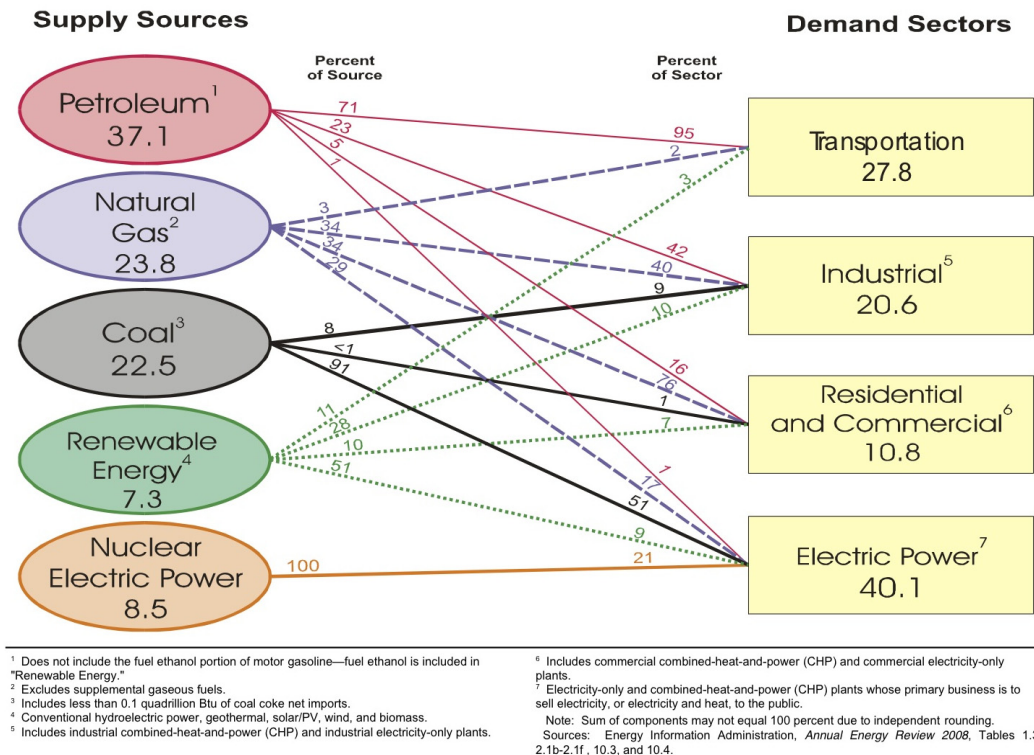 Supply Sources
Demand Sectors
Percent
of Source
Percent
of Sector
Petroleum1
37.1
Natural
Gas2
23.8
Coal3
22.5
Renewable
Energy4
7.3
Nuclear
Electric Power
8.5
71
23
5
1
3
34
34
29
8
<1
91
11
28
10
51
100
95
2
3
42
40
9
10
16
76
1
7
1
17
51
9
21
Transportation
27.8
Industrial5
20.6
Residential
and Commercial6
10.8
Electric Power7
40.1
1 Does not include the fuel ethanol portion of motor gasoline—fuel ethanol is included in
"Renewable Energy."
2 Excludes supplemental gaseous fuels.
3 Includes less than 0.1 quadrillion Btu of coal coke net imports.
4 Conventional hydroelectric power, geothermal, solar/PV, wind, and biomass.
5 Includes industrial combined-heat-and-power (CHP) and industrial electricity-only plants.
6 Includes commercial combined-heat-and-power (CHP) and commercial electricity-only
plants.
7 Electricity-only and combined-heat-and-power (CHP) plants whose primary business is to
sell electricity, or electricity and heat, to the public.
Note: Sum of components may not equal 100 percent due to independent rounding.
Sources: Energy Information Administration, Annual Energy Review 2008, Tables
2.1b-2.1f , 10.3, and 10.4.